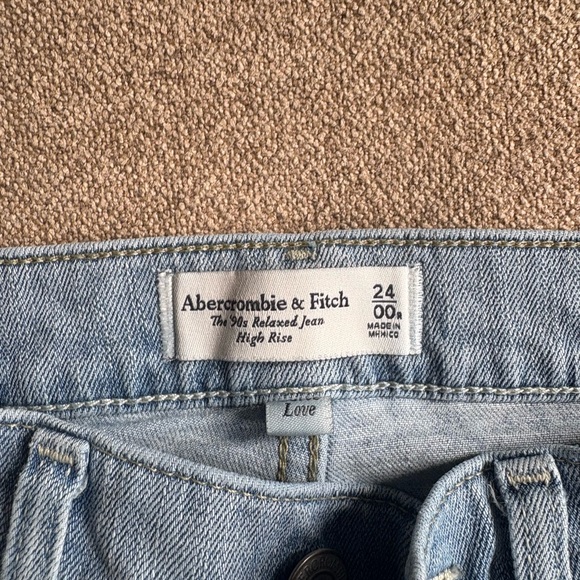 Abercrombie & Fitch
The 90s Relaxed Jean
High Rise
24
00R
MADE IN
MEXICO
Love